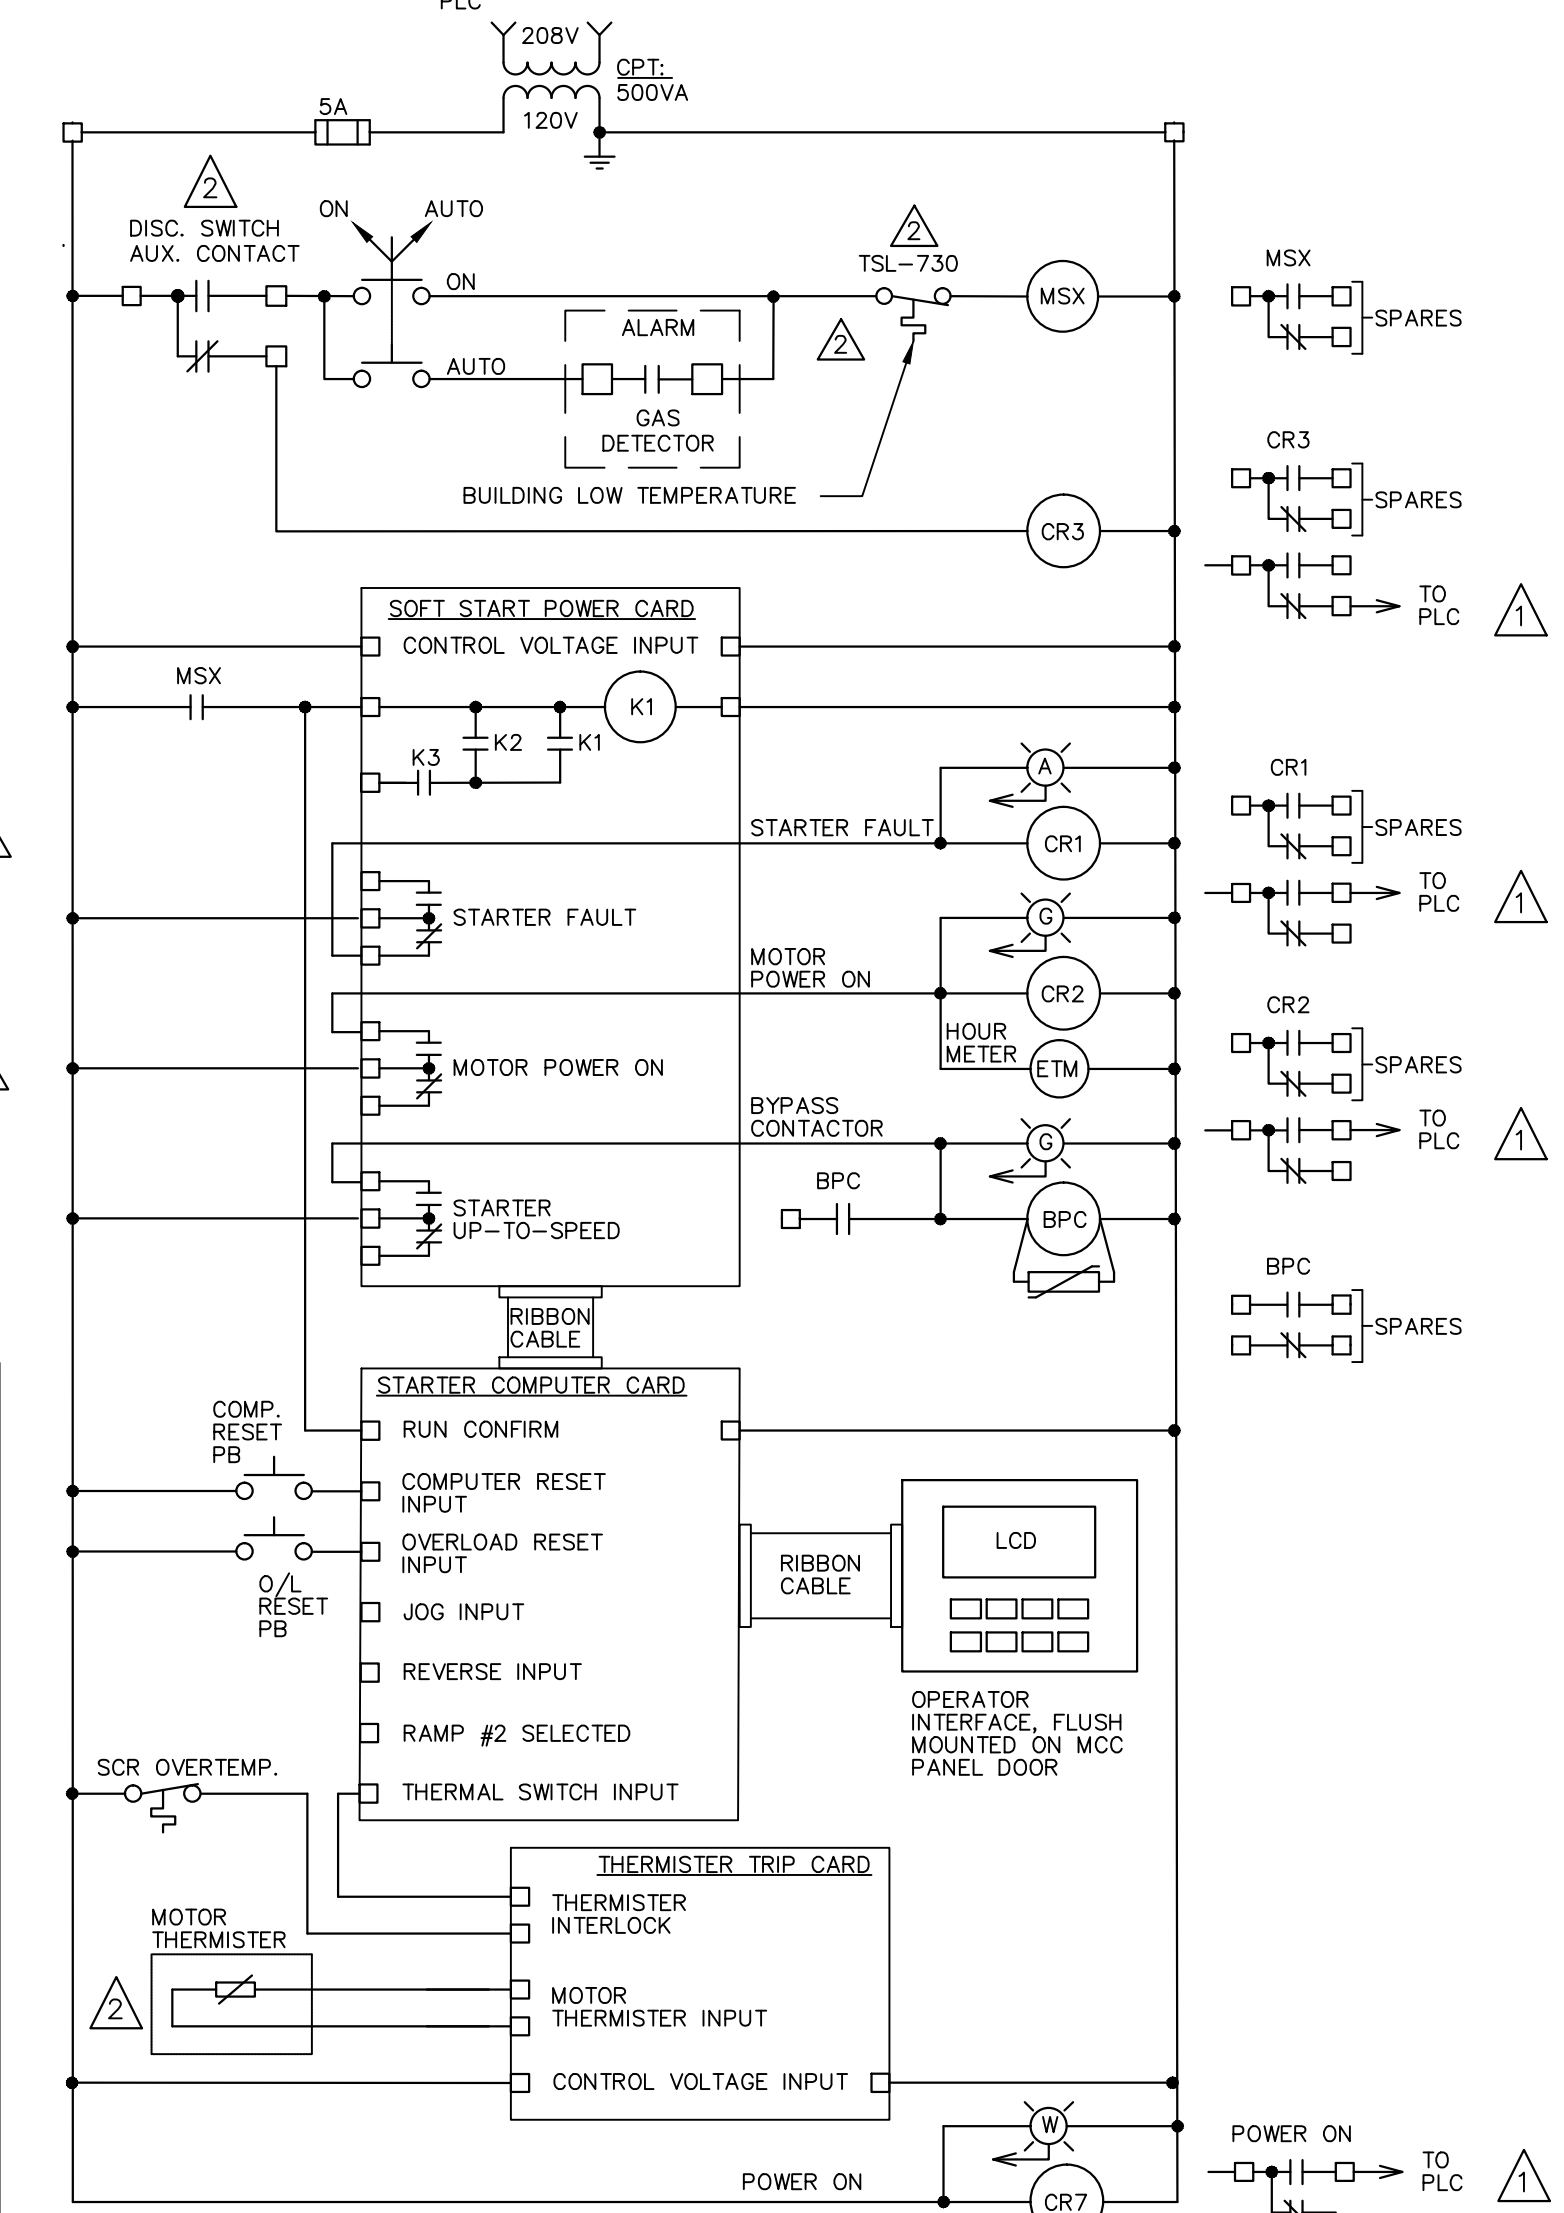 PLC
208V
CPT:
500VA
5A
120V
2
DISC. SWITCH
AUX. CONTACT
ON
AUTO
2
TSL-730
ON
MSX
MSX
SPARES
ALARM
2
AUTO
GAS
DETECTOR
BUILDING LOW TEMPERATURE
CR3
CR3
SPARES
TO
PLC
1
SOFT START POWER CARD
CONTROL VOLTAGE INPUT
MSX
K1
K2
K1
K3
A
STARTER FAULT
CR1
CR1
SPARES
TO
PLC
1
STARTER FAULT
G
MOTOR
POWER ON
CR2
HOUR
METER
ETM
MOTOR POWER ON
CR2
SPARES
TO
PLC
1
BYPASS
CONTACTOR
G
BPC
BPC
STARTER
UP-TO-SPEED
BPC
SPARES
RIBBON
CABLE
STARTER COMPUTER CARD
COMP.
RESET
PB
RUN CONFIRM
COMPUTER RESET
INPUT
OVERLOAD RESET
INPUT
O/L
RESET
PB
JOG INPUT
REVERSE INPUT
RAMP #2 SELECTED
THERMAL SWITCH INPUT
RIBBON
CABLE
LCD
OPERATOR
INTERFACE, FLUSH
MOUNTED ON MCC
PANEL DOOR
SCR OVERTEMP.
THERMISTER TRIP CARD
THERMISTER
INTERLOCK
MOTOR
THERMISTER
2
MOTOR
THERMISTER INPUT
CONTROL VOLTAGE INPUT
W
POWER ON
CR7
POWER ON
TO
PLC
1